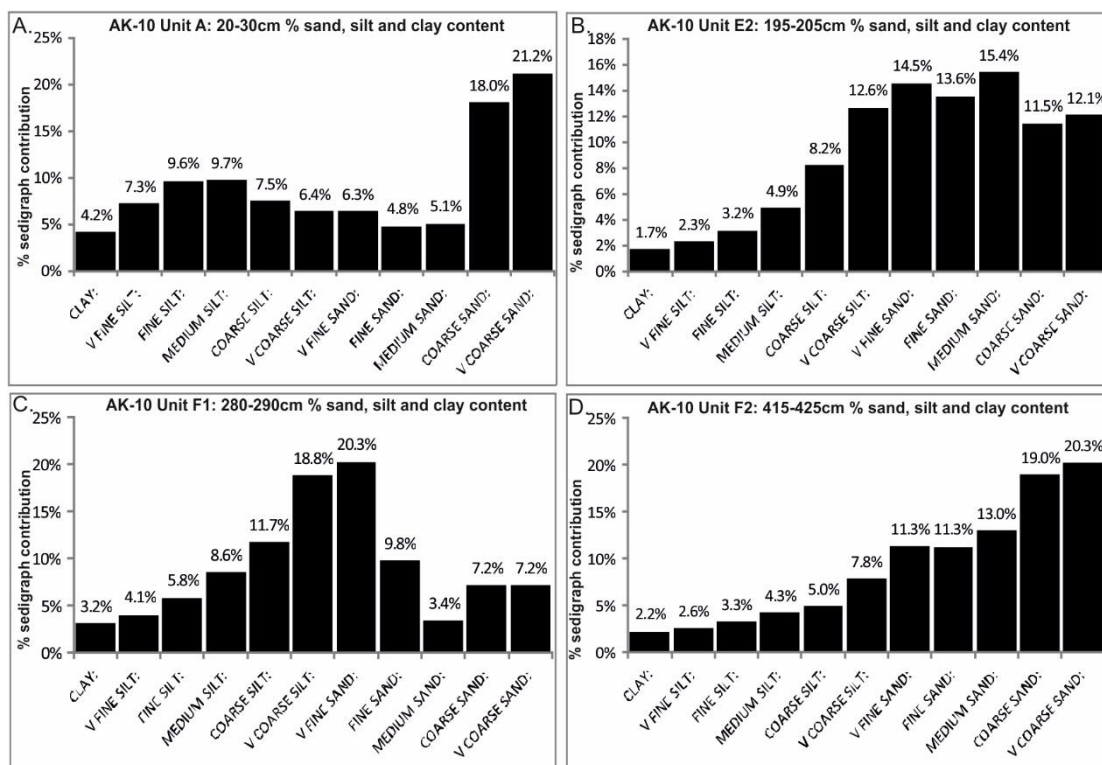 A.
AK-10 Unit A: 20-30cm % sand, silt and clay content
% sedigraph contribution
25%
20%
15%
10%
5%
0%
4.2%
7.3%
9.6%
9.7%
7.5%
6.4%
6.3%
4.8%
5.1%
18.0%
21.2%
CLAY:
V FINE SILT:
FINE SILT:
MEDIUM SILT:
COARSE SILT:
V COARSE SILT:
V FINE SAND:
FINE SAND:
MEDIUM SAND:
COARSE SAND:
V COARSE SAND:
B.
AK-10 Unit E2: 195-205cm % sand, silt and clay content
% sedigraph contribution
18%
16%
14%
12%
10%
8%
6%
4%
2%
0%
1.7%
2.3%
3.2%
4.9%
8.2%
12.6%
14.5%
13.6%
15.4%
11.5%
12.1%
CLAY:
V FINE SILT:
FINE SILT:
MEDIUM SILT:
COARSE SILT:
V COARSE SILT:
V FINE SAND:
FINE SAND:
MEDIUM SAND:
COARSE SAND:
V COARSE SAND:
C.
AK-10 Unit F1: 280-290cm % sand, silt and clay content
% sedigraph contribution
25%
20%
15%
10%
5%
0%
3.2%
4.1%
5.8%
8.6%
11.7%
18.8%
20.3%
9.8%
3.4%
7.2%
7.2%
CLAY:
V FINE SILT:
FINE SILT:
MEDIUM SILT:
COARSE SILT:
V COARSE SILT:
V FINE SAND:
FINE SAND:
MEDIUM SAND:
COARSE SAND:
V COARSE SAND:
D.
AK-10 Unit F2: 415-425cm % sand, silt and clay content
% sedigraph contribution
25%
20%
15%
10%
5%
0%
2.2%
2.6%
3.3%
4.3%
5.0%
7.8%
11.3%
11.3%
13.0%
19.0%
20.3%
CLAY:
V FINE SILT:
FINE SILT:
MEDIUM SILT:
COARSE SILT:
V COARSE SILT:
V FINE SAND:
FINE SAND:
MEDIUM SAND:
COARSE SAND:
V COARSE SAND: